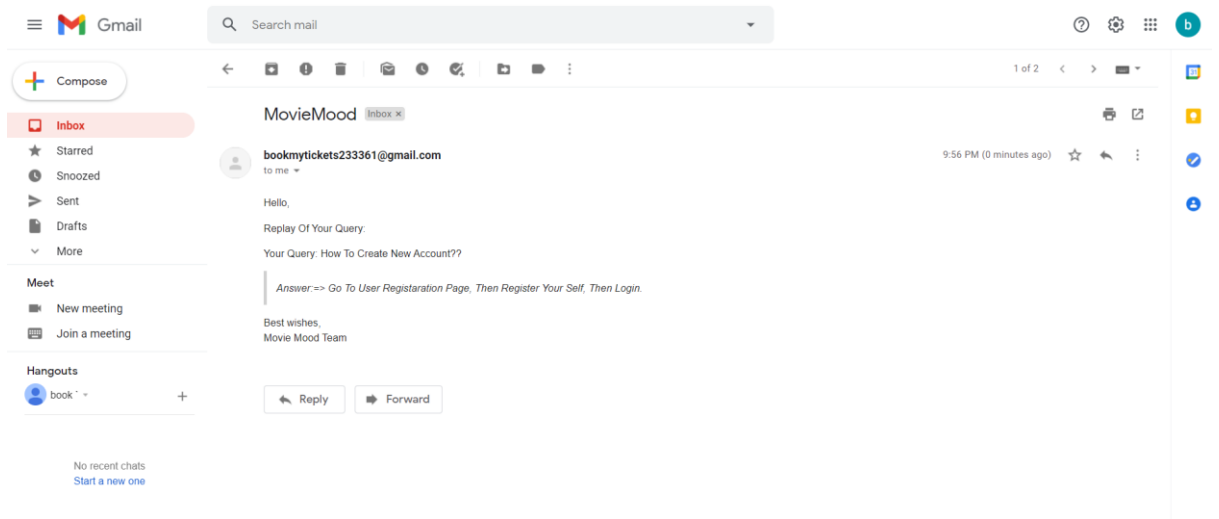 Gmail
Search mail
b
Compose
1 of 2
31
MovieMood Inbox ×
Inbox
bookmytickets233361@gmail.com
9:56 PM (0 minutes ago)
to me
Starred
Snoozed
Sent
Drafts
More
Hello,
Replay Of Your Query:
Your Query: How To Create New Account??
Answer:=> Go To User Registaration Page, Then Register Your Self, Then Login.
Best wishes,
Movie Mood Team
Meet
New meeting
Join a meeting
Hangouts
book
Reply
Forward
No recent chats
Start a new one